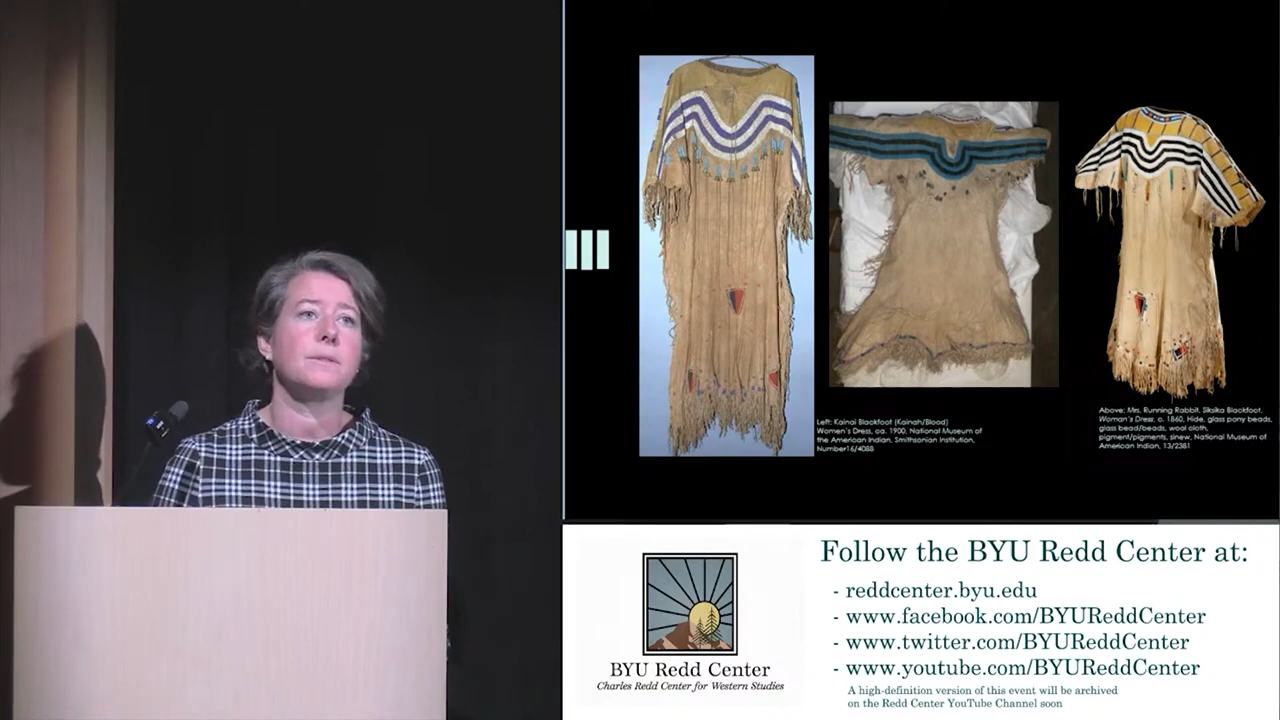 Left: Kainai Blackfoot (Kainah/Blood)
Women's Dress, ca. 1900, National Museum of
the American Indian, Smithsonian Institution,
Number16/4088
Above: Mrs. Running Rabbit, Siksika Blackfoot,
Woman's Dress, c. 1860, Hide, glass pony beads,
glass bead/beads, wool cloth,
pigment/pigments, sinew, National Museum of
American Indian, 13/2381
BYU Redd Center
Charles Redd Center for Western Studies
Follow the BYU Redd Center at:
- reddcenter.byu.edu
- www.facebook.com/BYUReddCenter
- www.twitter.com/BYUReddCenter
- www.youtube.com/BYUReddCenter
A high-definition version of this event will be archived
on the Redd Center YouTube Channel soon